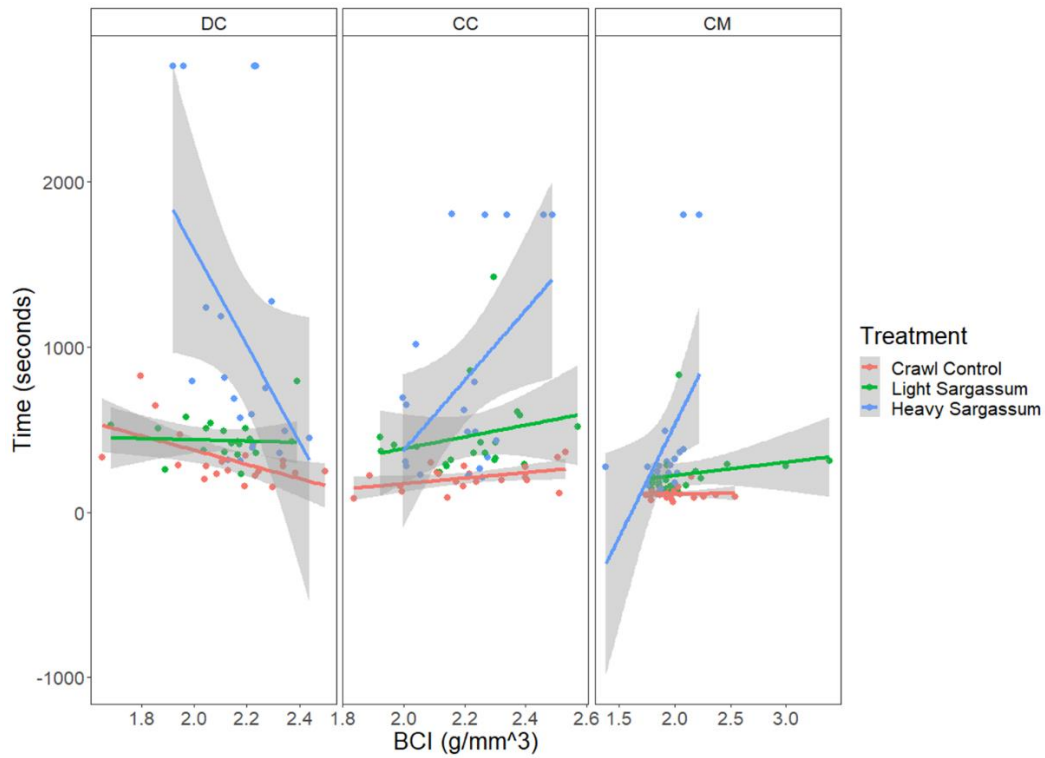 DC CC CM
2000
1000
0
-1000
Time (seconds)
1.8 2.0 2.2 2.4 1.8 2.0 2.2 2.4 2.6 1.5 2.0 2.5 3.0
BCI (g/mm^3)
Treatment
Crawl Control
Light Sargassum
Heavy Sargassum